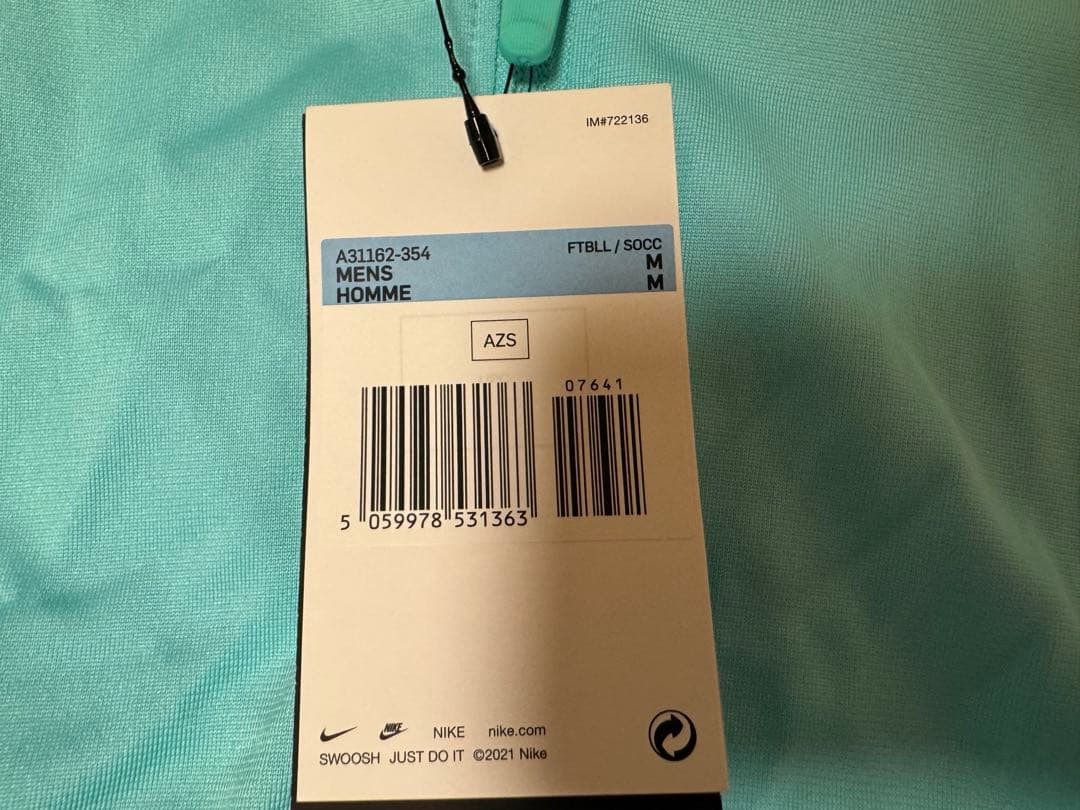 IM#722136
A31162-354 FTBLL / SOCC
MENS M
HOMME M
AZS
07641
5 059978 531363
NIKE NIKE nike.com
SWOOSH JUST DO IT ©2021 Nike